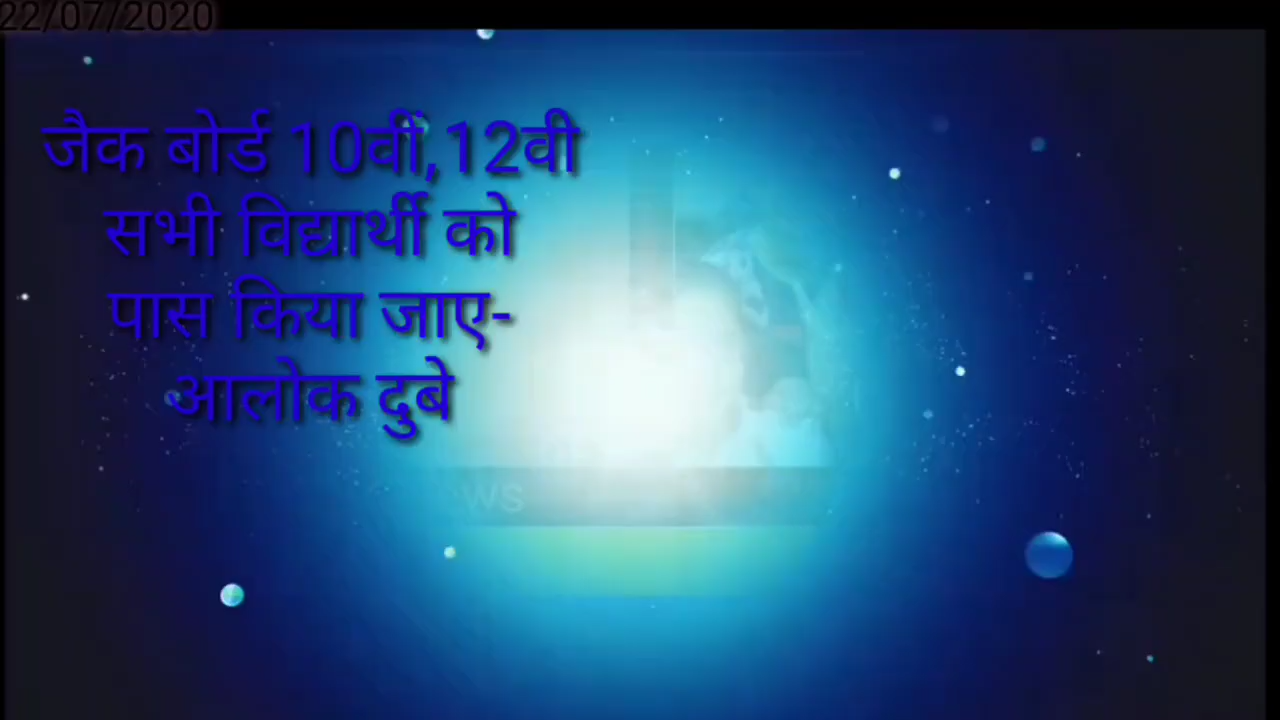 22/07/2020
जैक बोर्ड 10वीं,12वी
सभी विद्यार्थी को
पास किया जाए-
आलोक दुबे